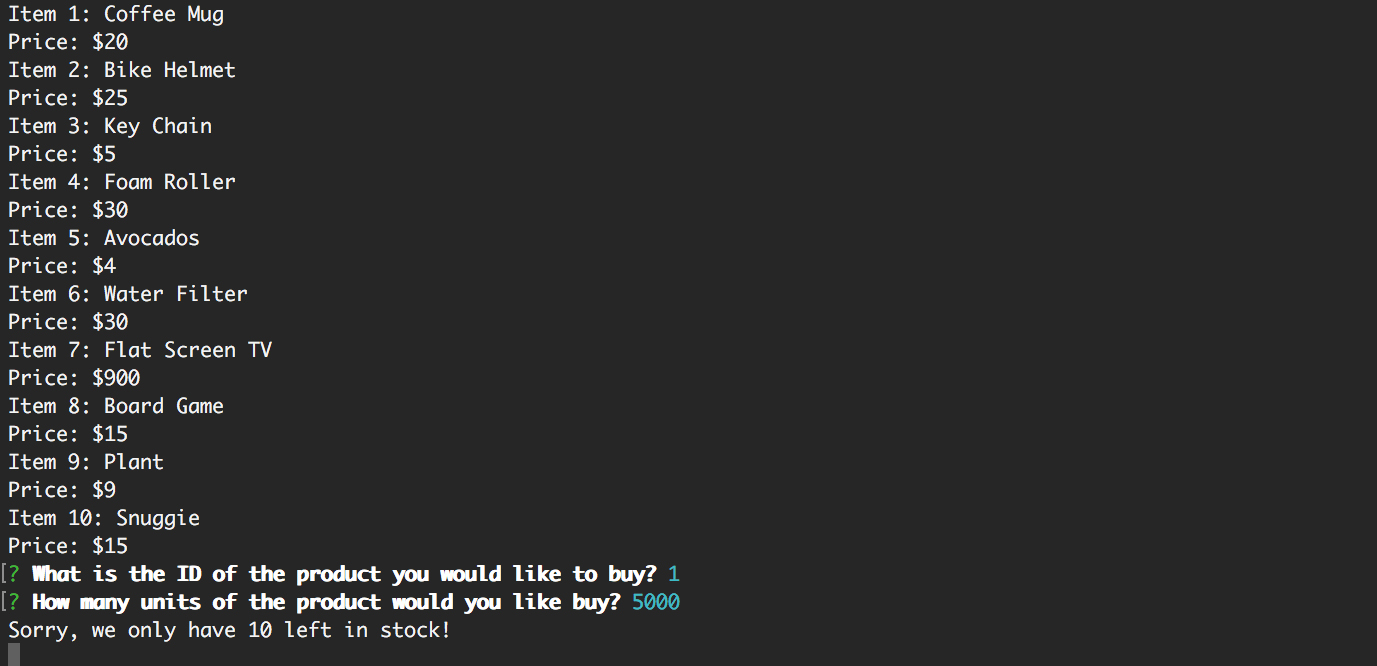 Item 1: Coffee Mug
Price: $20
Item 2: Bike Helmet
Price: $25
Item 3: Key Chain
Price: $5
Item 4: Foam Roller
Price: $30
Item 5: Avocados
Price: $4
Item 6: Water Filter
Price: $30
Item 7: Flat Screen TV
Price: $900
Item 8: Board Game
Price: $15
Item 9: Plant
Price: $9
Item 10: Snuggie
Price: $15
[? What is the ID of the product you would like to buy? 1
[? How many units of the product would you like buy? 5000
Sorry, we only have 10 left in stock!